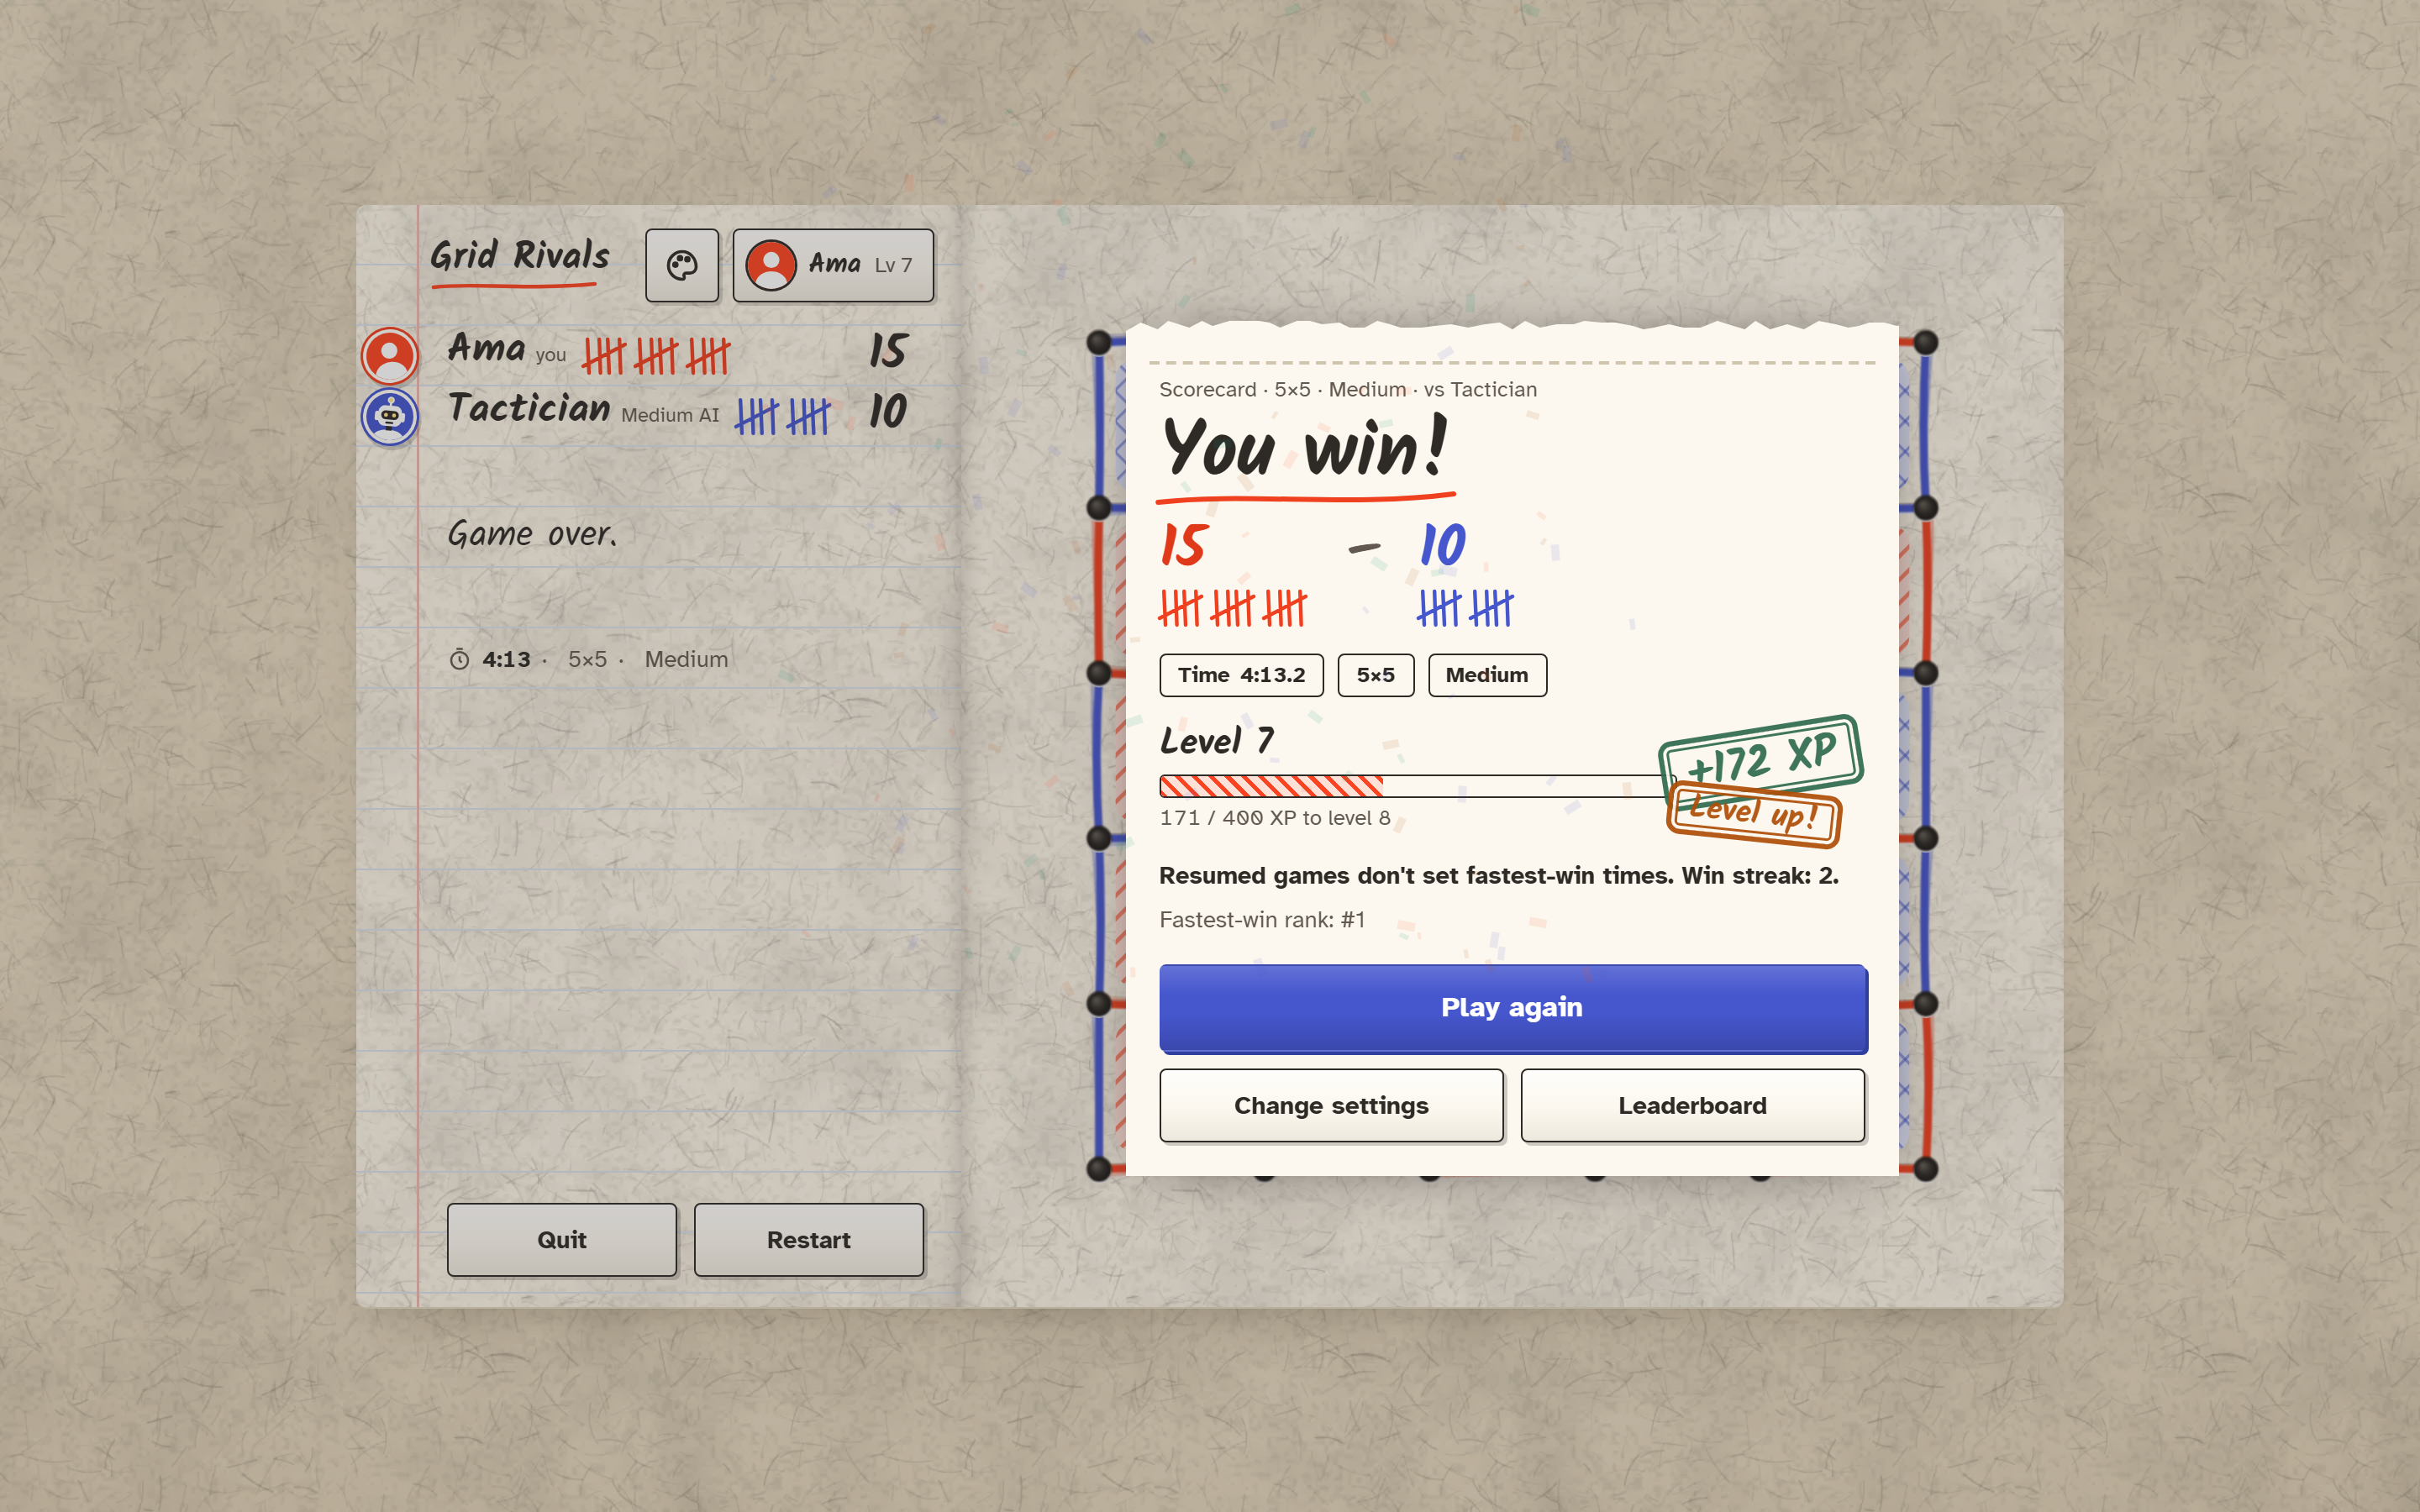 Grid Rivals
Ama Lv 7
Ama you 15
Tactician Medium AI 10
Game over.
4:13 · 5×5 · Medium
Quit
Restart
Scorecard · 5×5 · Medium · vs Tactician
You win!
15 – 10
Time 4:13.2
5×5
Medium
Level 7
+172 XP
Level up!
171 / 400 XP to level 8
Resumed games don't set fastest-win times. Win streak: 2.
Fastest-win rank: #1
Play again
Change settings
Leaderboard